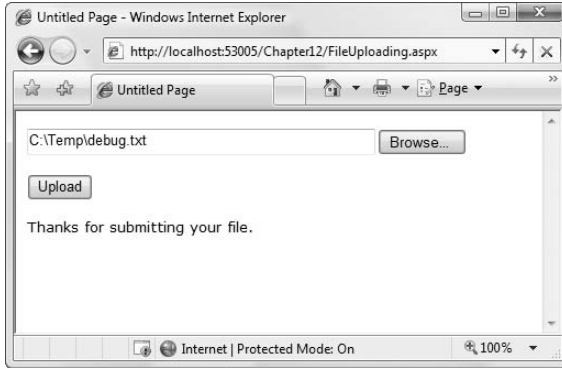 Untitled Page - Windows Internet Explorer
http://localhost:53005/Chapter12/FileUploading.aspx
Untitled Page
Page
C:\Temp\debug.txt
Browse...
Upload
Thanks for submitting your file.
Internet | Protected Mode: On
100%